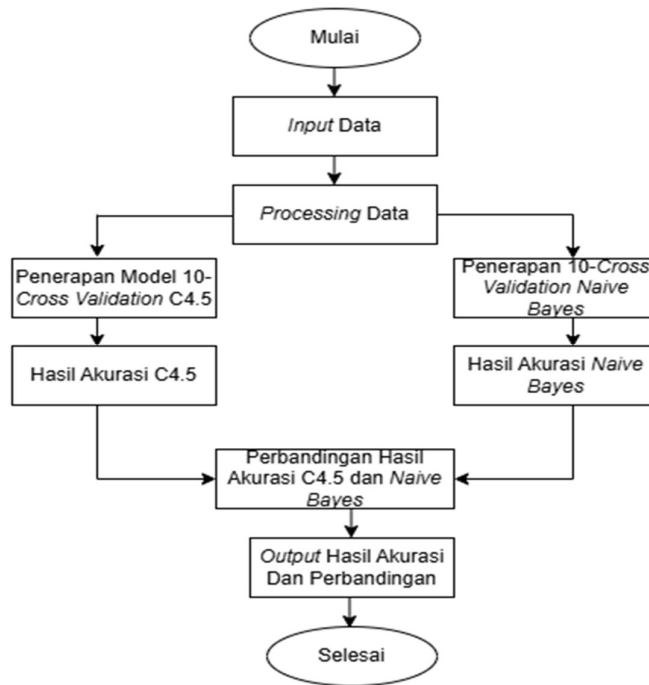 Mulai
Input Data
Processing Data
Penerapan Model 10-
Cross Validation C4.5
Penerapan 10-Cross
Validation Naive
Bayes
Hasil Akurasi C4.5
Hasil Akurasi Naive
Bayes
Perbandingan Hasil
Akurasi C4.5 dan Naive
Bayes
Output Hasil Akurasi
Dan Perbandingan
Selesai